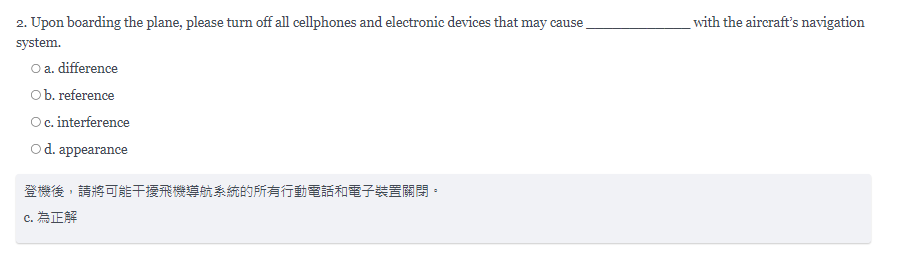 2. Upon boarding the plane, please turn off all cellphones and electronic devices that may cause ______________ with the aircraft's navigation
system.
a. difference
b. reference
c. interference
d. appearance
登機後，請將可能干擾飛機導航系統的所有行動電話和電子裝置關閉。
c. 為正解